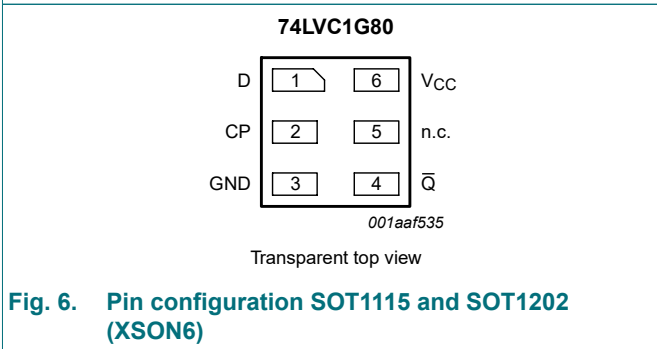 74LVC1G80
D 1 6 VCC
CP 2 5 n.c.
GND 3 4 Q̅
001aaf535
Transparent top view
Fig. 6. Pin configuration SOT1115 and SOT1202
(XSON6)